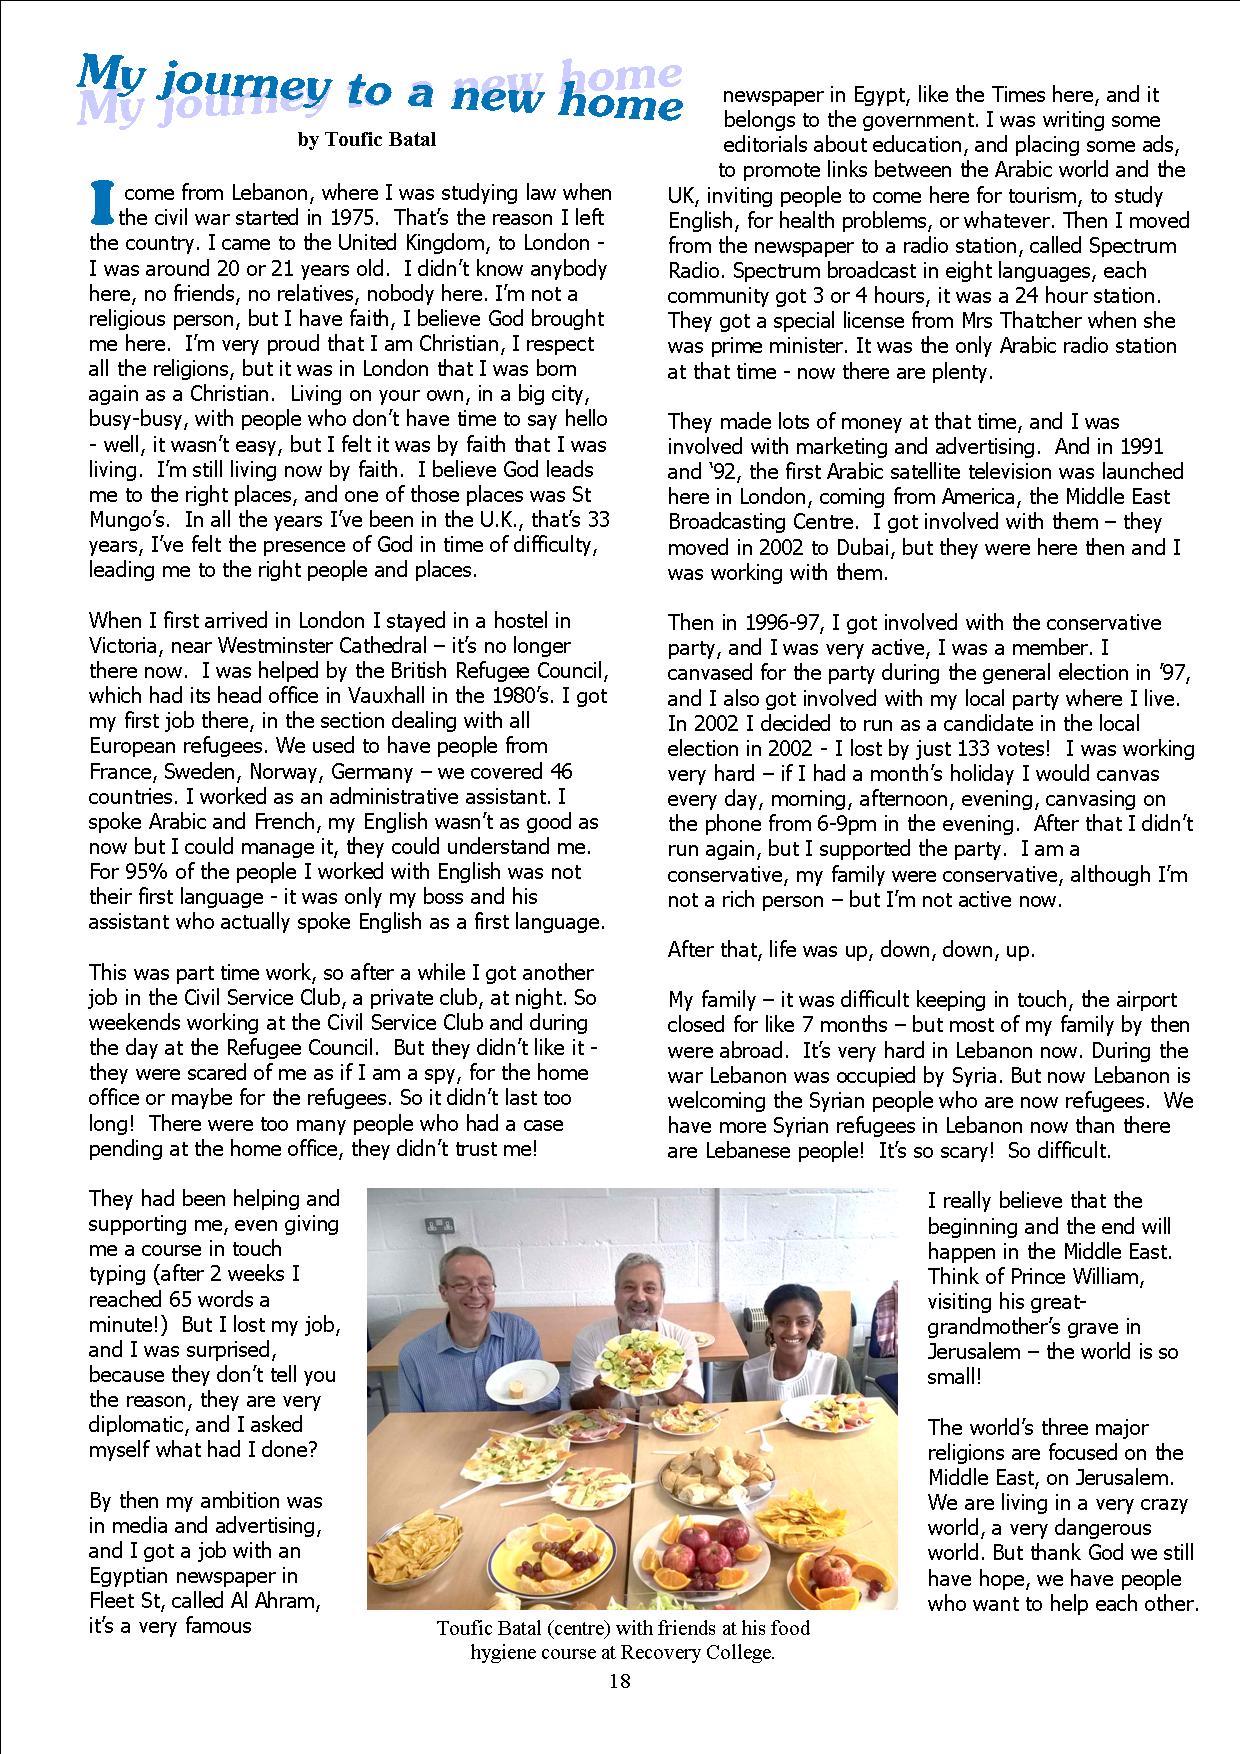 My journey to a new home
by Toufic Batal
I come from Lebanon, where I was studying law when
the civil war started in 1975.  That's the reason I left
the country. I came to the United Kingdom, to London -
I was around 20 or 21 years old.  I didn't know anybody
here, no friends, no relatives, nobody here. I'm not a
religious person, but I have faith, I believe God brought
me here.  I'm very proud that I am Christian, I respect
all the religions, but it was in London that I was born
again as a Christian.  Living on your own, in a big city,
busy-busy, with people who don't have time to say hello
- well, it wasn't easy, but I felt it was by faith that I was
living.  I'm still living now by faith.  I believe God leads
me to the right places, and one of those places was St
Mungo's.  In all the years I've been in the U.K., that's 33
years, I've felt the presence of God in time of difficulty,
leading me to the right people and places.
When I first arrived in London I stayed in a hostel in
Victoria, near Westminster Cathedral – it's no longer
there now.  I was helped by the British Refugee Council,
which had its head office in Vauxhall in the 1980's. I got
my first job there, in the section dealing with all
European refugees. We used to have people from
France, Sweden, Norway, Germany – we covered 46
countries. I worked as an administrative assistant. I
spoke Arabic and French, my English wasn't as good as
now but I could manage it, they could understand me.
For 95% of the people I worked with English was not
their first language - it was only my boss and his
assistant who actually spoke English as a first language.
This was part time work, so after a while I got another
job in the Civil Service Club, a private club, at night. So
weekends working at the Civil Service Club and during
the day at the Refugee Council.  But they didn't like it -
they were scared of me as if I am a spy, for the home
office or maybe for the refugees. So it didn't last too
long!  There were too many people who had a case
pending at the home office, they didn't trust me!
They had been helping and
supporting me, even giving
me a course in touch
typing (after 2 weeks I
reached 65 words a
minute!)  But I lost my job,
and I was surprised,
because they don't tell you
the reason, they are very
diplomatic, and I asked
myself what had I done?
By then my ambition was
in media and advertising,
and I got a job with an
Egyptian newspaper in
Fleet St, called Al Ahram,
it's a very famous
newspaper in Egypt, like the Times here, and it
belongs to the government. I was writing some
editorials about education, and placing some ads,
to promote links between the Arabic world and the
UK, inviting people to come here for tourism, to study
English, for health problems, or whatever. Then I moved
from the newspaper to a radio station, called Spectrum
Radio. Spectrum broadcast in eight languages, each
community got 3 or 4 hours, it was a 24 hour station.
They got a special license from Mrs Thatcher when she
was prime minister. It was the only Arabic radio station
at that time - now there are plenty.
They made lots of money at that time, and I was
involved with marketing and advertising.  And in 1991
and '92, the first Arabic satellite television was launched
here in London, coming from America, the Middle East
Broadcasting Centre.  I got involved with them – they
moved in 2002 to Dubai, but they were here then and I
was working with them.
Then in 1996-97, I got involved with the conservative
party, and I was very active, I was a member. I
canvased for the party during the general election in '97,
and I also got involved with my local party where I live.
In 2002 I decided to run as a candidate in the local
election in 2002 - I lost by just 133 votes!  I was working
very hard – if I had a month's holiday I would canvas
every day, morning, afternoon, evening, canvasing on
the phone from 6-9pm in the evening.  After that I didn't
run again, but I supported the party.  I am a
conservative, my family were conservative, although I'm
not a rich person – but I'm not active now.
After that, life was up, down, down, up.
My family – it was difficult keeping in touch, the airport
closed for like 7 months – but most of my family by then
were abroad.  It's very hard in Lebanon now. During the
war Lebanon was occupied by Syria. But now Lebanon is
welcoming the Syrian people who are now refugees.  We
have more Syrian refugees in Lebanon now than there
are Lebanese people!  It's so scary!  So difficult.
I really believe that the
beginning and the end will
happen in the Middle East.
Think of Prince William,
visiting his great-
grandmother's grave in
Jerusalem – the world is so
small!
The world's three major
religions are focused on the
Middle East, on Jerusalem.
We are living in a very crazy
world, a very dangerous
world. But thank God we still
have hope, we have people
who want to help each other.
Toufic Batal (centre) with friends at his food
hygiene course at Recovery College.
18